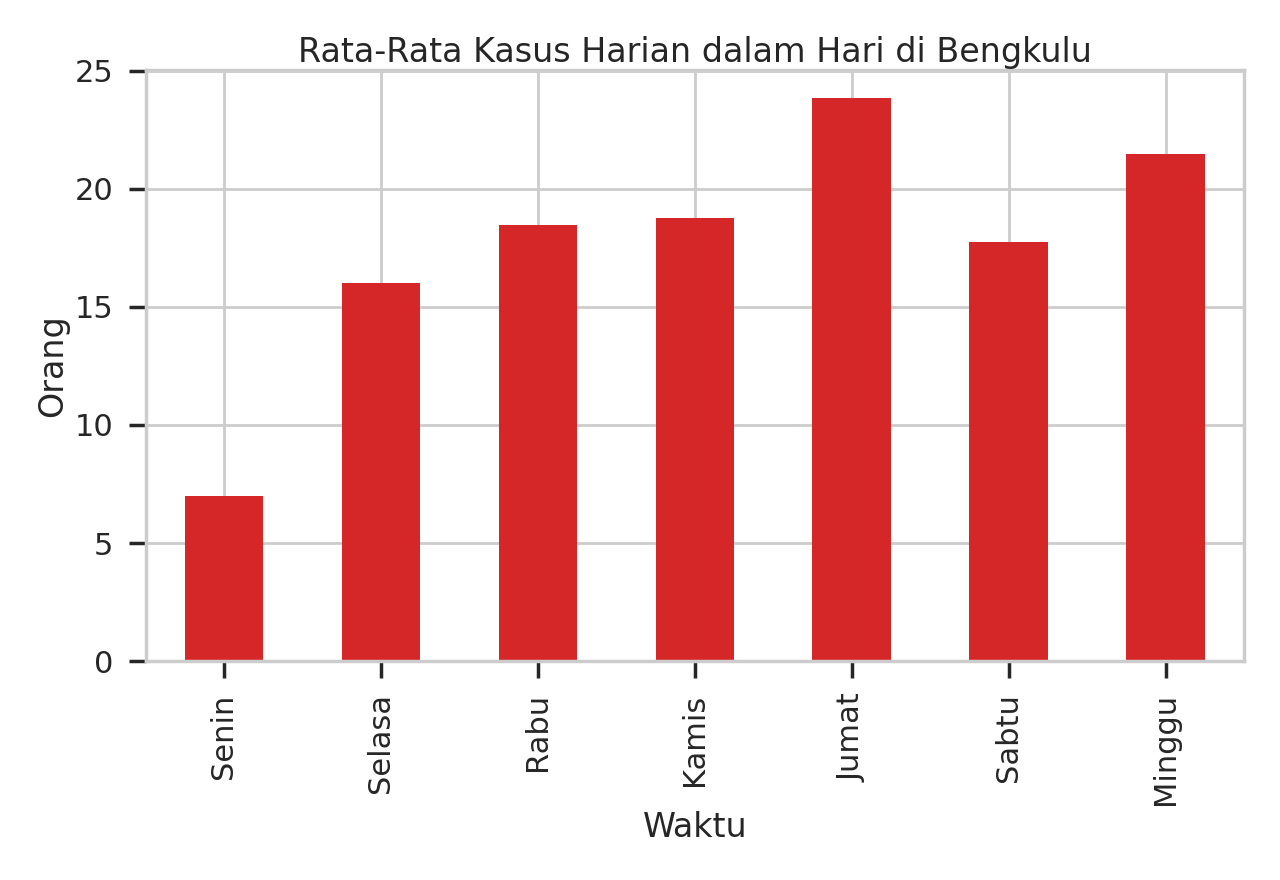 Rata-Rata Kasus Harian dalam Hari di Bengkulu
25
20
15
10
5
0
Orang
Senin
Selasa
Rabu
Kamis
Jumat
Sabtu
Minggu
Waktu